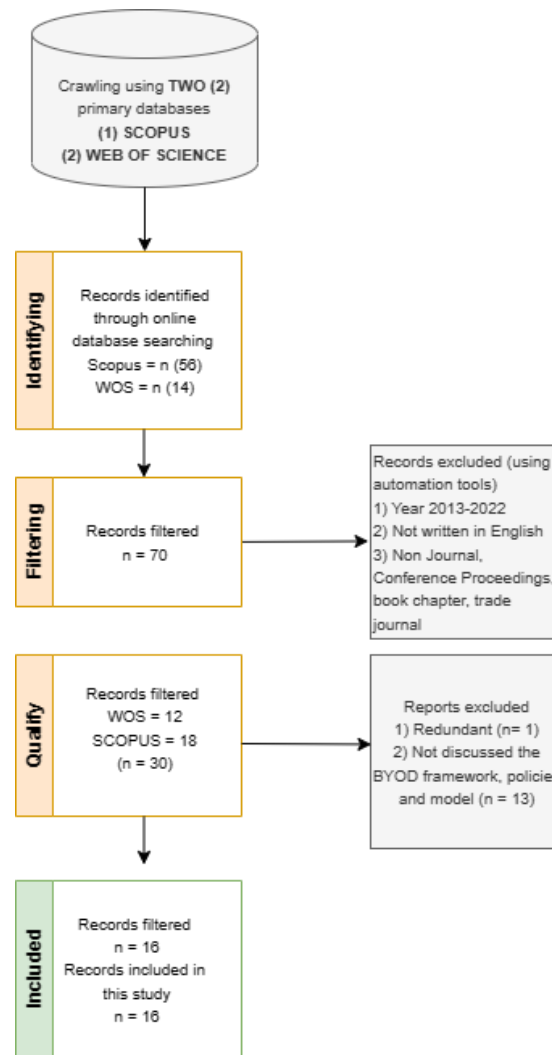 Crawling using TWO (2)
primary databases
(1) SCOPUS
(2) WEB OF SCIENCE
Identifying
Records identified
through online
database searching
Scopus = n (56)
WOS = n (14)
Filtering
Records filtered
n = 70
Records excluded (using
automation tools)
1) Year 2013-2022
2) Not written in English
3) Non Journal,
Conference Proceedings,
book chapter, trade
journal
Qualify
Records filtered
WOS = 12
SCOPUS = 18
(n = 30)
Reports excluded
1) Redundant (n= 1)
2) Not discussed the
BYOD framework, policie
and model (n = 13)
Included
Records filtered
n = 16
Records included in
this study
n = 16